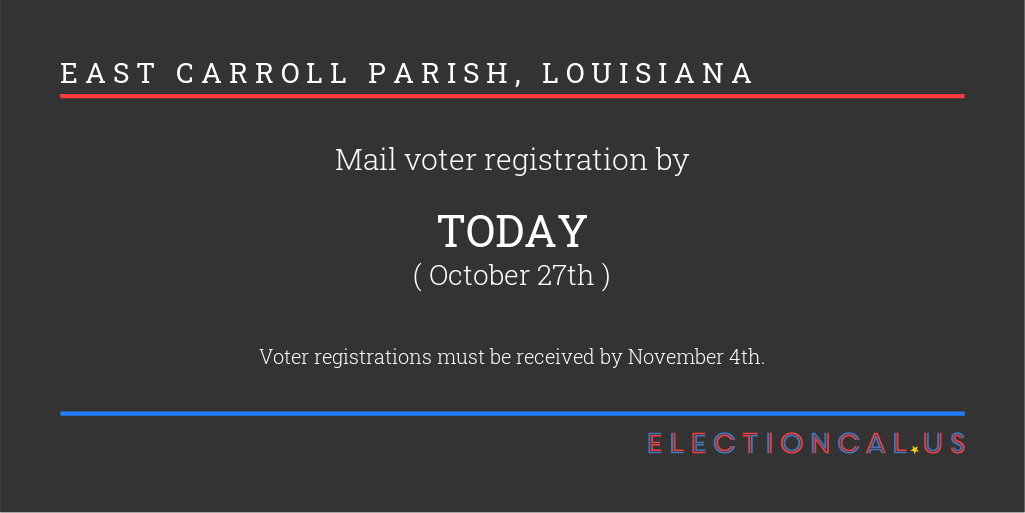 EAST CARROLL PARISH, LOUISIANA
Mail voter registration by
TODAY
( October 27th )
Voter registrations must be received by November 4th.
ELECTIONCAL.US